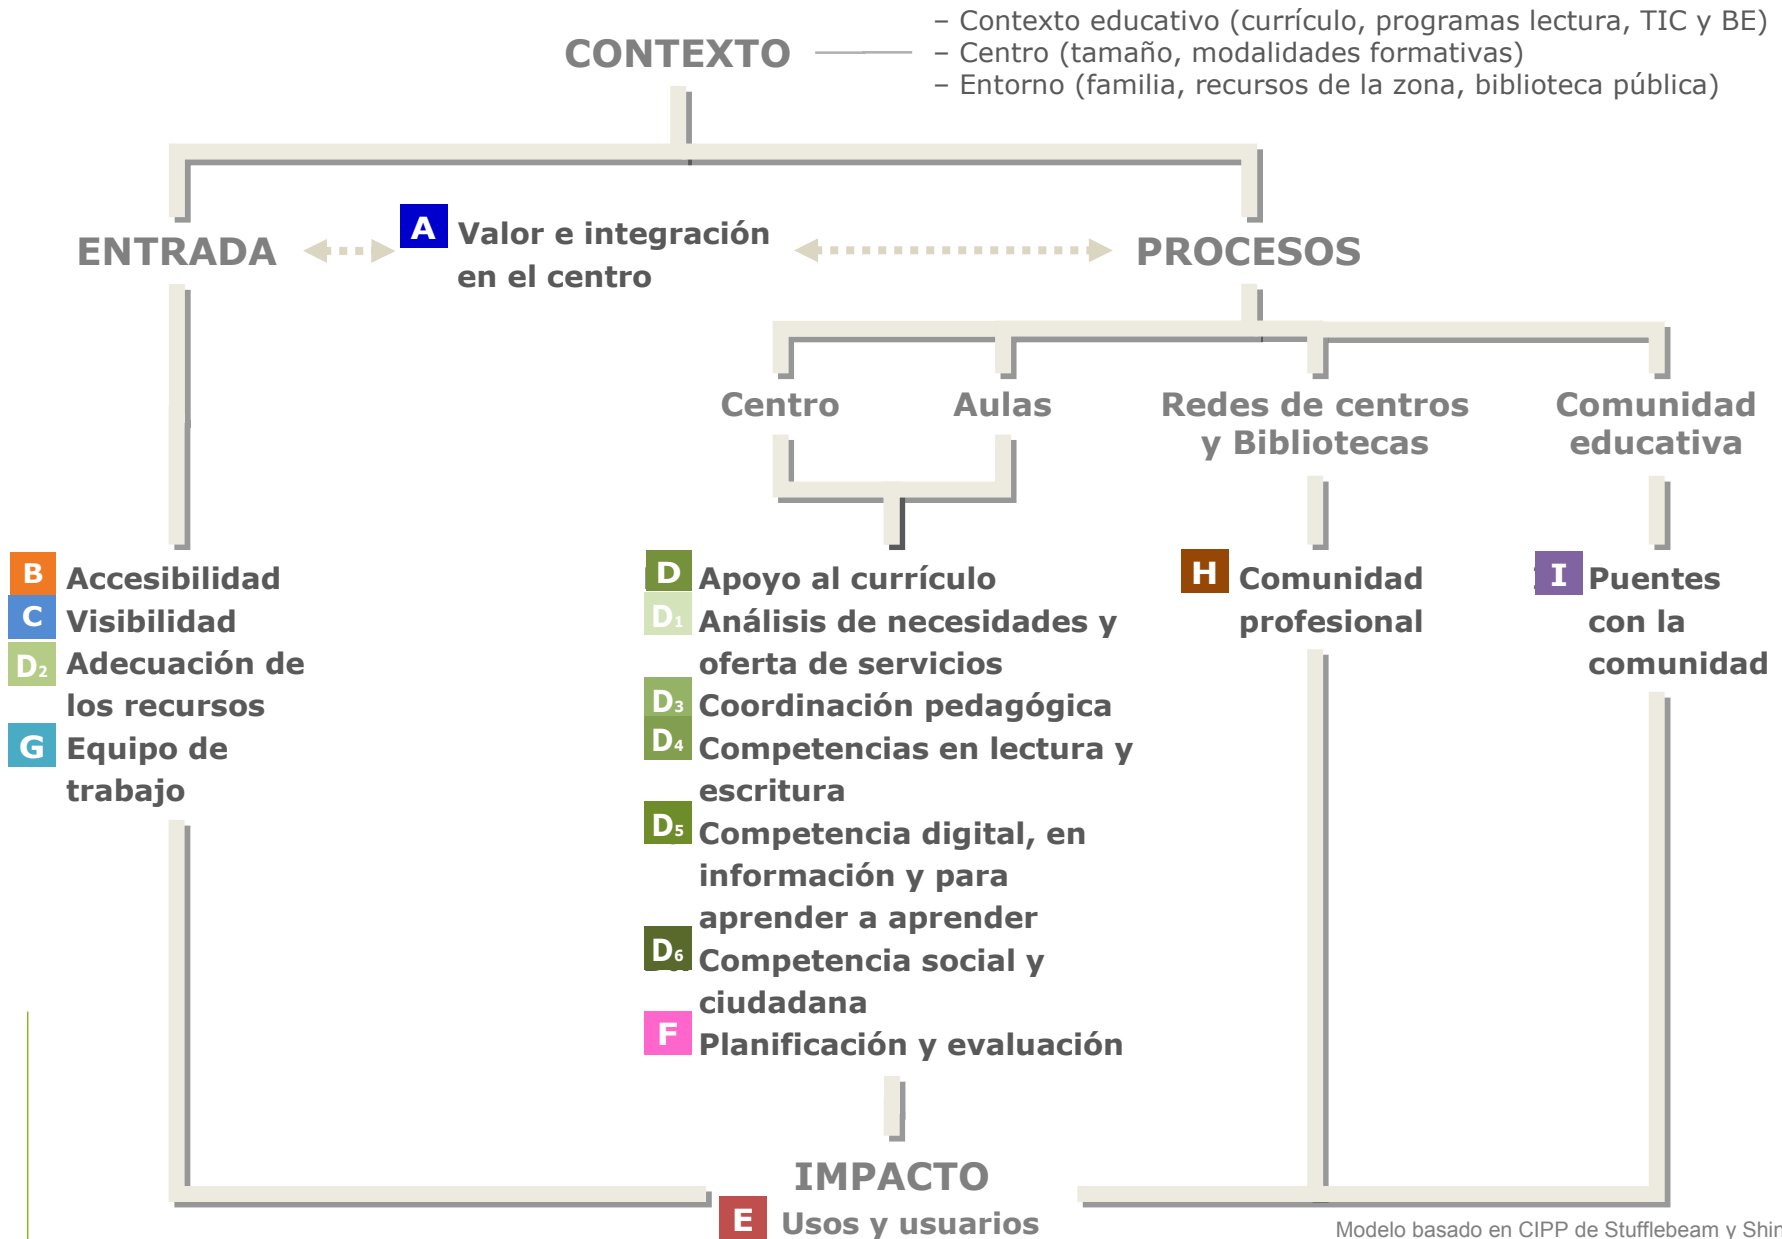 – Contexto educativo (currículo, programas lectura, TIC y BE)
CONTEXTO
– Centro (tamaño, modalidades formativas)
– Entorno (familia, recursos de la zona, biblioteca pública)
ENTRADA
A Valor e integración
en el centro
PROCESOS
Centro
Aulas
Redes de centros
y Bibliotecas
Comunidad
educativa
B Accesibilidad
C Visibilidad
D2 Adecuación de
los recursos
G Equipo de
trabajo
D Apoyo al currículo
D1 Análisis de necesidades y
oferta de servicios
D3 Coordinación pedagógica
D4 Competencias en lectura y
escritura
D5 Competencia digital, en
información y para
aprender a aprender
D6 Competencia social y
ciudadana
F Planificación y evaluación
H Comunidad
profesional
I Puentes
con la
comunidad
IMPACTO
E Usos y usuarios
Modelo basado en CIPP de Stufflebeam y Shin